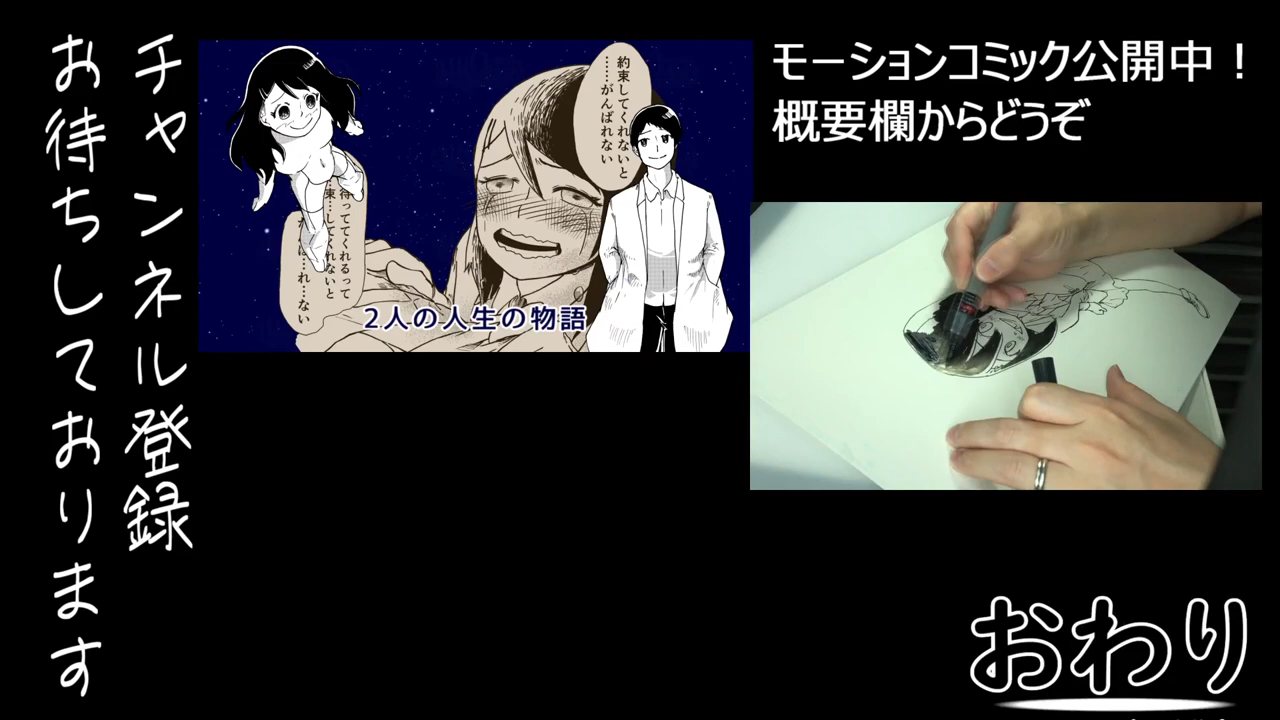 チャンネル登録
お待ちしております
モーションコミック公開中！
概要欄からどうぞ
約束してくれないと
……がんばれない
待っててくれるって
束…してくれないと
れ…ない
2人の人生の物語
おわり